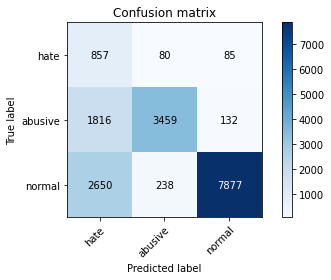 Confusion matrix
hate 857 80 85
abusive 1816 3459 132
normal 2650 238 7877
hate abusive normal
True label
Predicted label
7000
6000
5000
4000
3000
2000
1000